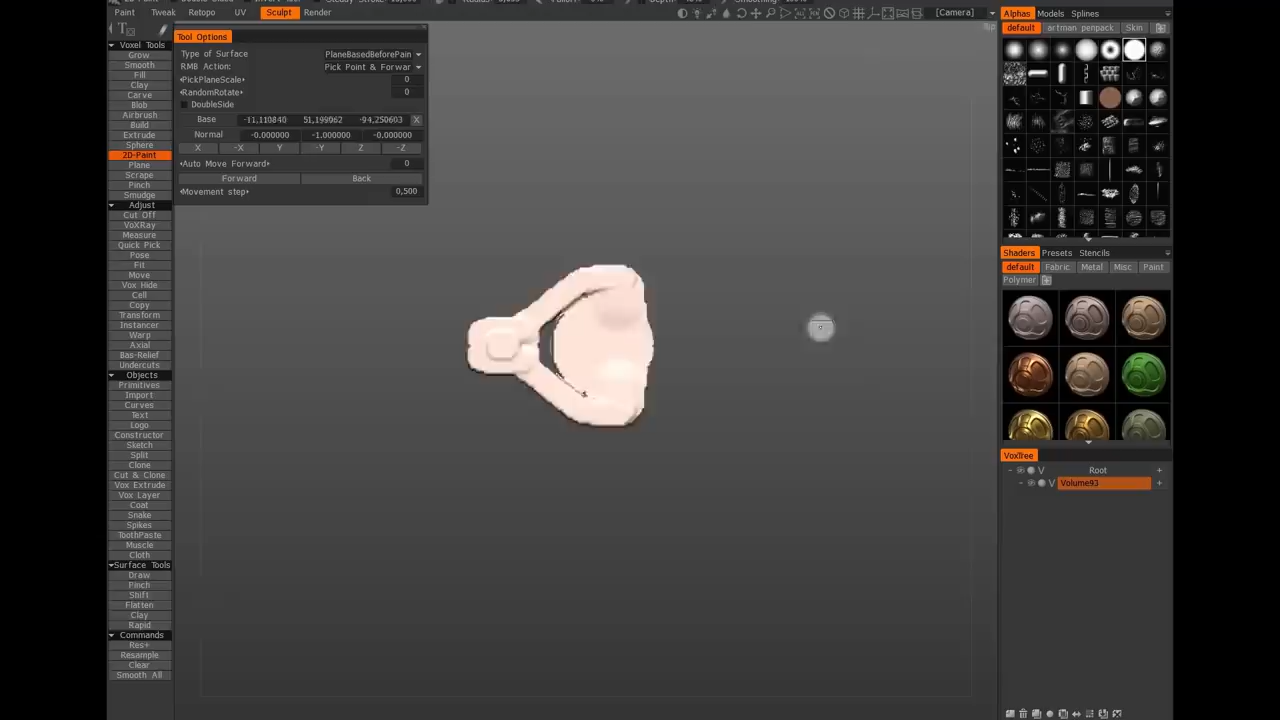 Paint Tweak Retopo UV Sculpt Render
[Camera]
Tool Options
Type of Surface PlaneBasedBeforePain
RMB Action: Pick Point & Forwar
PickPlaneScale 0
RandomRotate 0
DoubleSide
Base -11,110840 51,199962 -94,250603 X
Normal -0,000000 -1,000000 -0,000000
X -X Y -Y Z -Z
Auto Move Forward 0
Forward Back
Movement step 0,500
Voxel Tools
Grow
Smooth
Fill
Clay
Carve
Blob
Airbrush
Build
Extrude
Sphere
2D-Paint
Plane
Scrape
Pinch
Smudge
Adjust
Cut Off
VoXRay
Measure
Quick Pick
Pose
Fit
Move
Vox Hide
Cell
Copy
Transform
Instancer
Warp
Axial
Bas-Relief
Undercuts
Objects
Primitives
Import
Curves
Text
Logo
Constructor
Sketch
Split
Clone
Cut & Clone
Vox Extrude
Vox Layer
Coat
Snake
Spikes
ToothPaste
Muscle
Cloth
Surface Tools
Draw
Pinch
Shift
Flatten
Clay
Rapid
Commands
Res+
Resample
Clear
Smooth All
Alphas Models Splines
default artman penpack Skin
Shaders Presets Stencils
default Fabric Metal Misc Paint
Polymer
VoxTree
V Root +
V Volume93 +